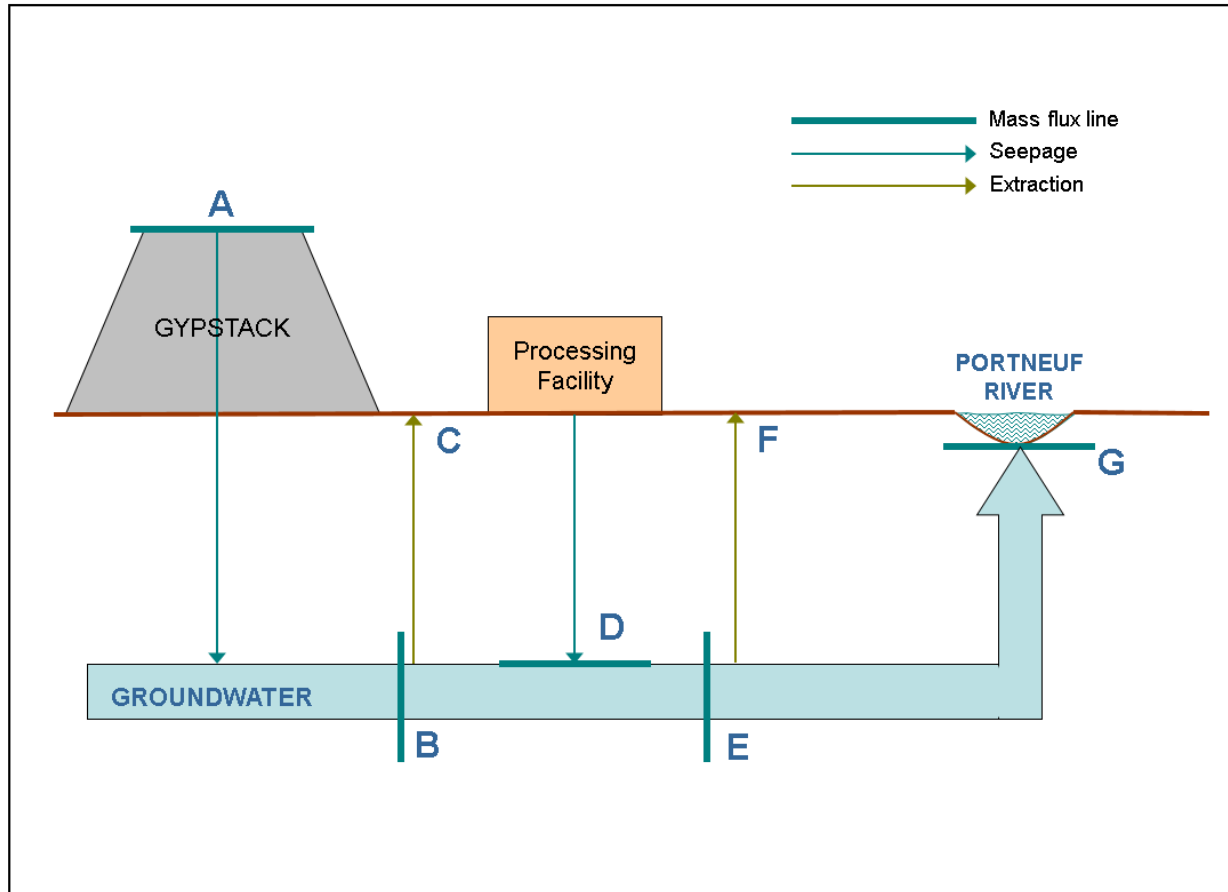 Mass flux line
Seepage
Extraction
A
GYPSTACK
Processing
Facility
PORTNEUF
RIVER
C
F
G
D
GROUNDWATER
B
E